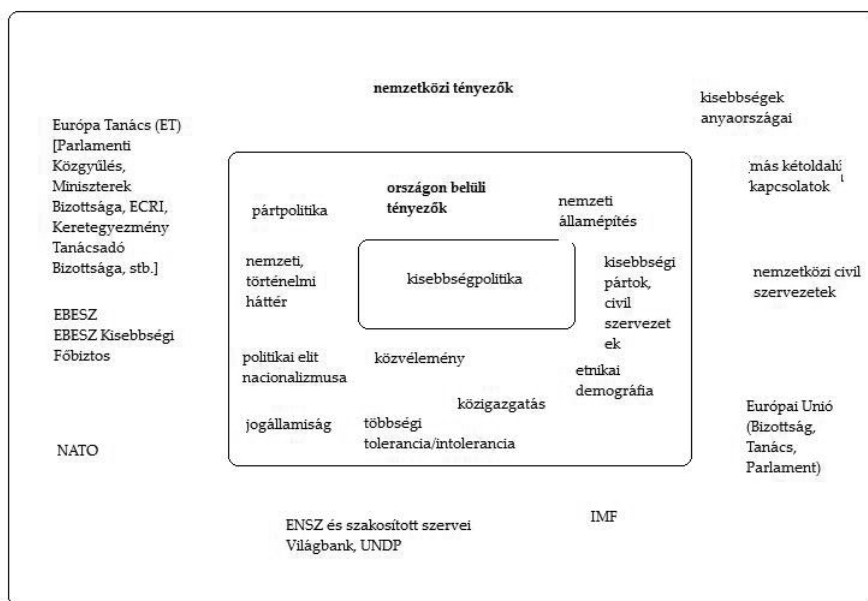 nemzetközi tényezők
kisebbségek
anyaországai
Európa Tanács (ET)
[Parlamenti
Közgyűlés,
Miniszterek
Bizottsága, ECRI,
Keretegyezmény
Tanácsadó
Bizottsága, stb.]
más kétoldalú
kapcsolatok
országon belüli
tényezők
pártpolitika
nemzeti
államépítés
nemzeti,
történelmi
háttér
kisebbségpolitika
kisebbségi
pártok,
civil
szervezet
ek
nemzetközi civil
szervezetek
EBESZ
EBESZ Kisebbségi
Főbiztos
politikai elit
nacionalizmusa
közvélemény
etnikai
demográfia
közigazgatás
jogállamiság
többségi
tolerancia/intolerancia
Európai Unió
(Bizottság,
Tanács,
Parlament)
NATO
ENSZ és szakosított szervei
Világbank, UNDP
IMF